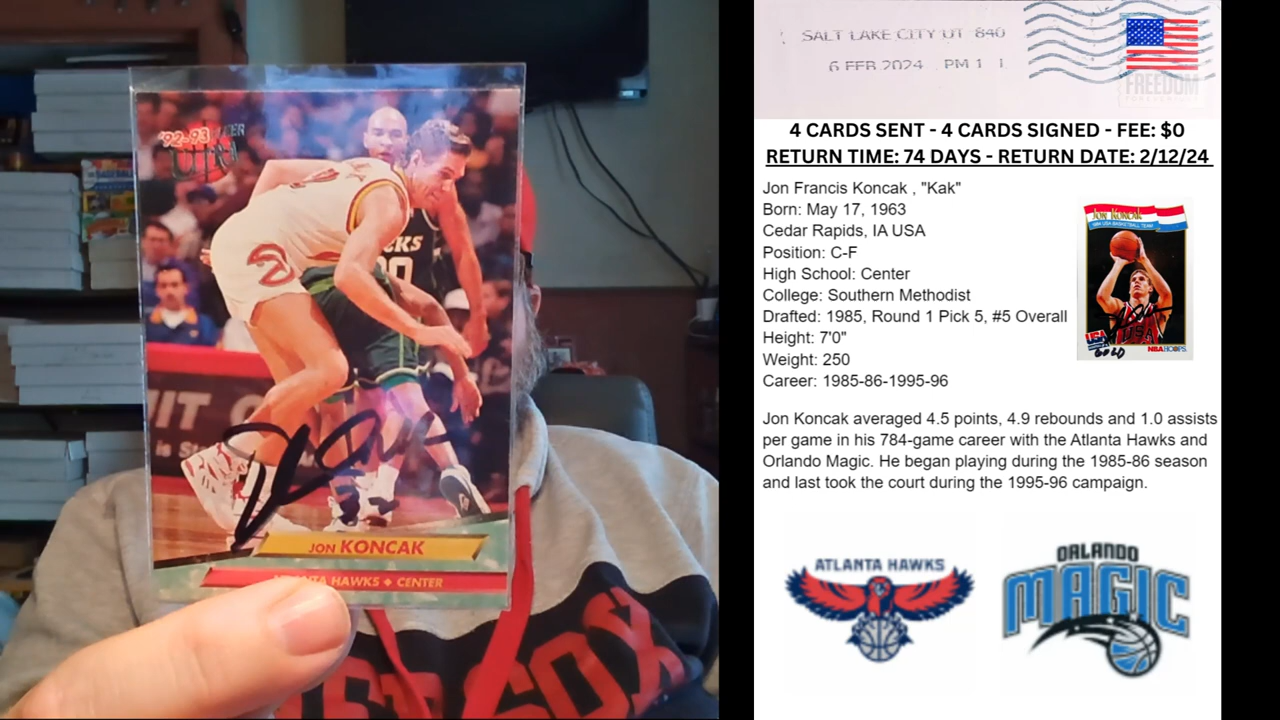 '92-93
JON KONCAK
HAWKS ♦ CENTER
SOX
SALT LAKE CITY UT 840
6 FEB 2024 PM 1 1
FREEDOM
4 CARDS SENT - 4 CARDS SIGNED - FEE: $0
RETURN TIME: 74 DAYS - RETURN DATE: 2/12/24
Jon Francis Koncak , "Kak"
Born: May 17, 1963
Cedar Rapids, IA USA
Position: C-F
High School: Center
College: Southern Methodist
Drafted: 1985, Round 1 Pick 5, #5 Overall
Height: 7'0"
Weight: 250
Career: 1985-86-1995-96
JON KONCAK
USA
USA
NBA HOOPS
GOLD
Jon Koncak averaged 4.5 points, 4.9 rebounds and 1.0 assists
per game in his 784-game career with the Atlanta Hawks and
Orlando Magic. He began playing during the 1985-86 season
and last took the court during the 1995-96 campaign.
ATLANTA HAWKS
ORLANDO
MAGIC